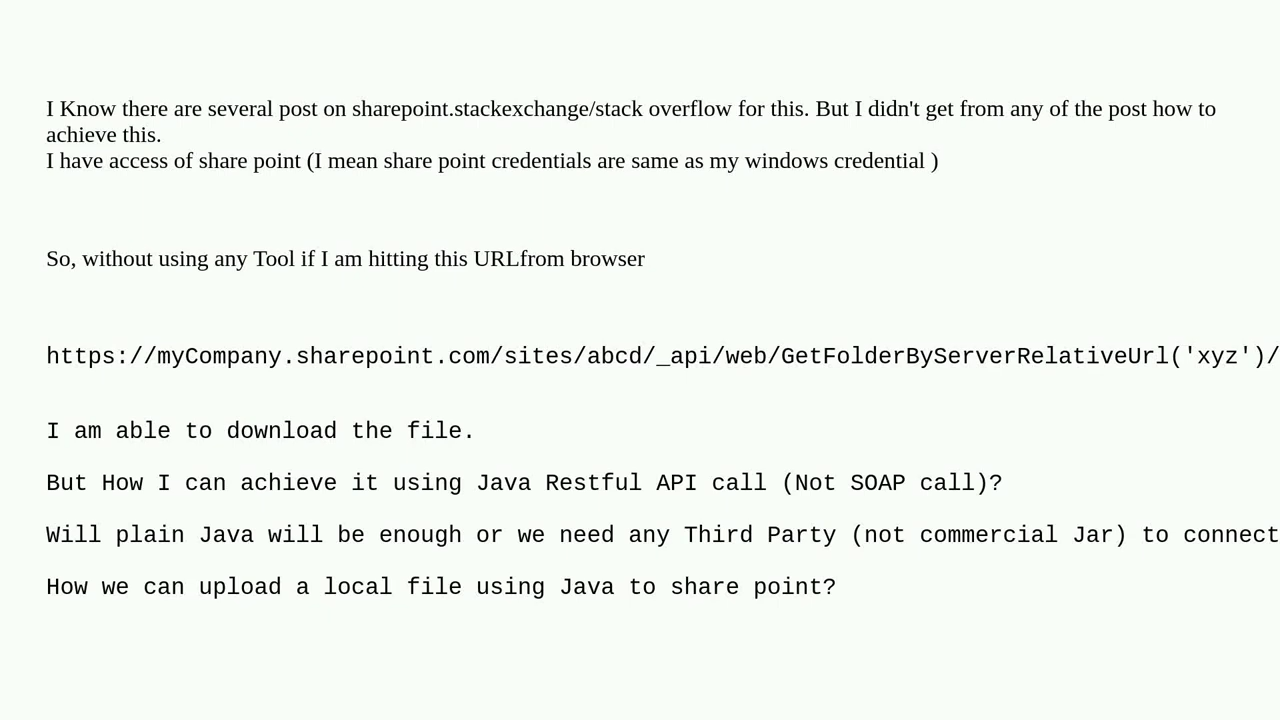 I Know there are several post on sharepoint.stackexchange/stack overflow for this. But I didn't get from any of the post how to
achieve this.
I have access of share point (I mean share point credentials are same as my windows credential )
So, without using any Tool if I am hitting this URLfrom browser
https://myCompany.sharepoint.com/sites/abcd/_api/web/GetFolderByServerRelativeUrl('xyz')/
I am able to download the file.
But How I can achieve it using Java Restful API call (Not SOAP call)?
Will plain Java will be enough or we need any Third Party (not commercial Jar) to connect
How we can upload a local file using Java to share point?